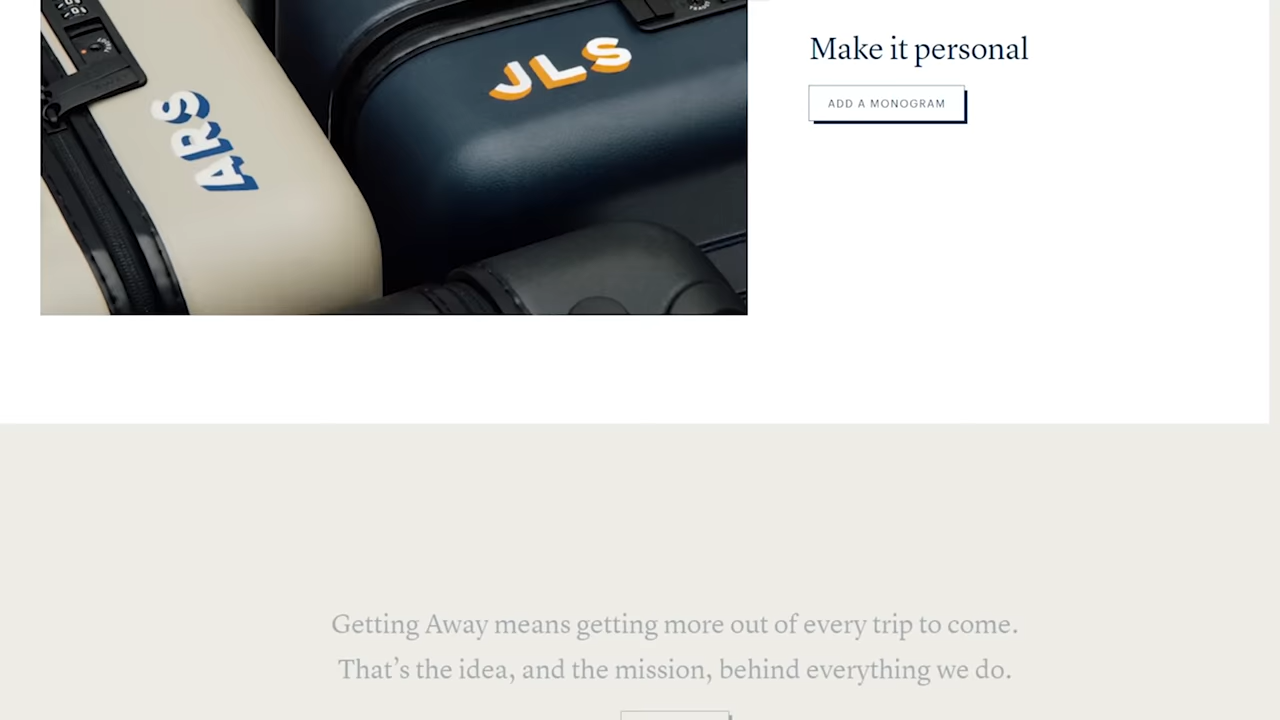 JLS
ARS
Make it personal
ADD A MONOGRAM
Getting Away means getting more out of every trip to come.
That’s the idea, and the mission, behind everything we do.